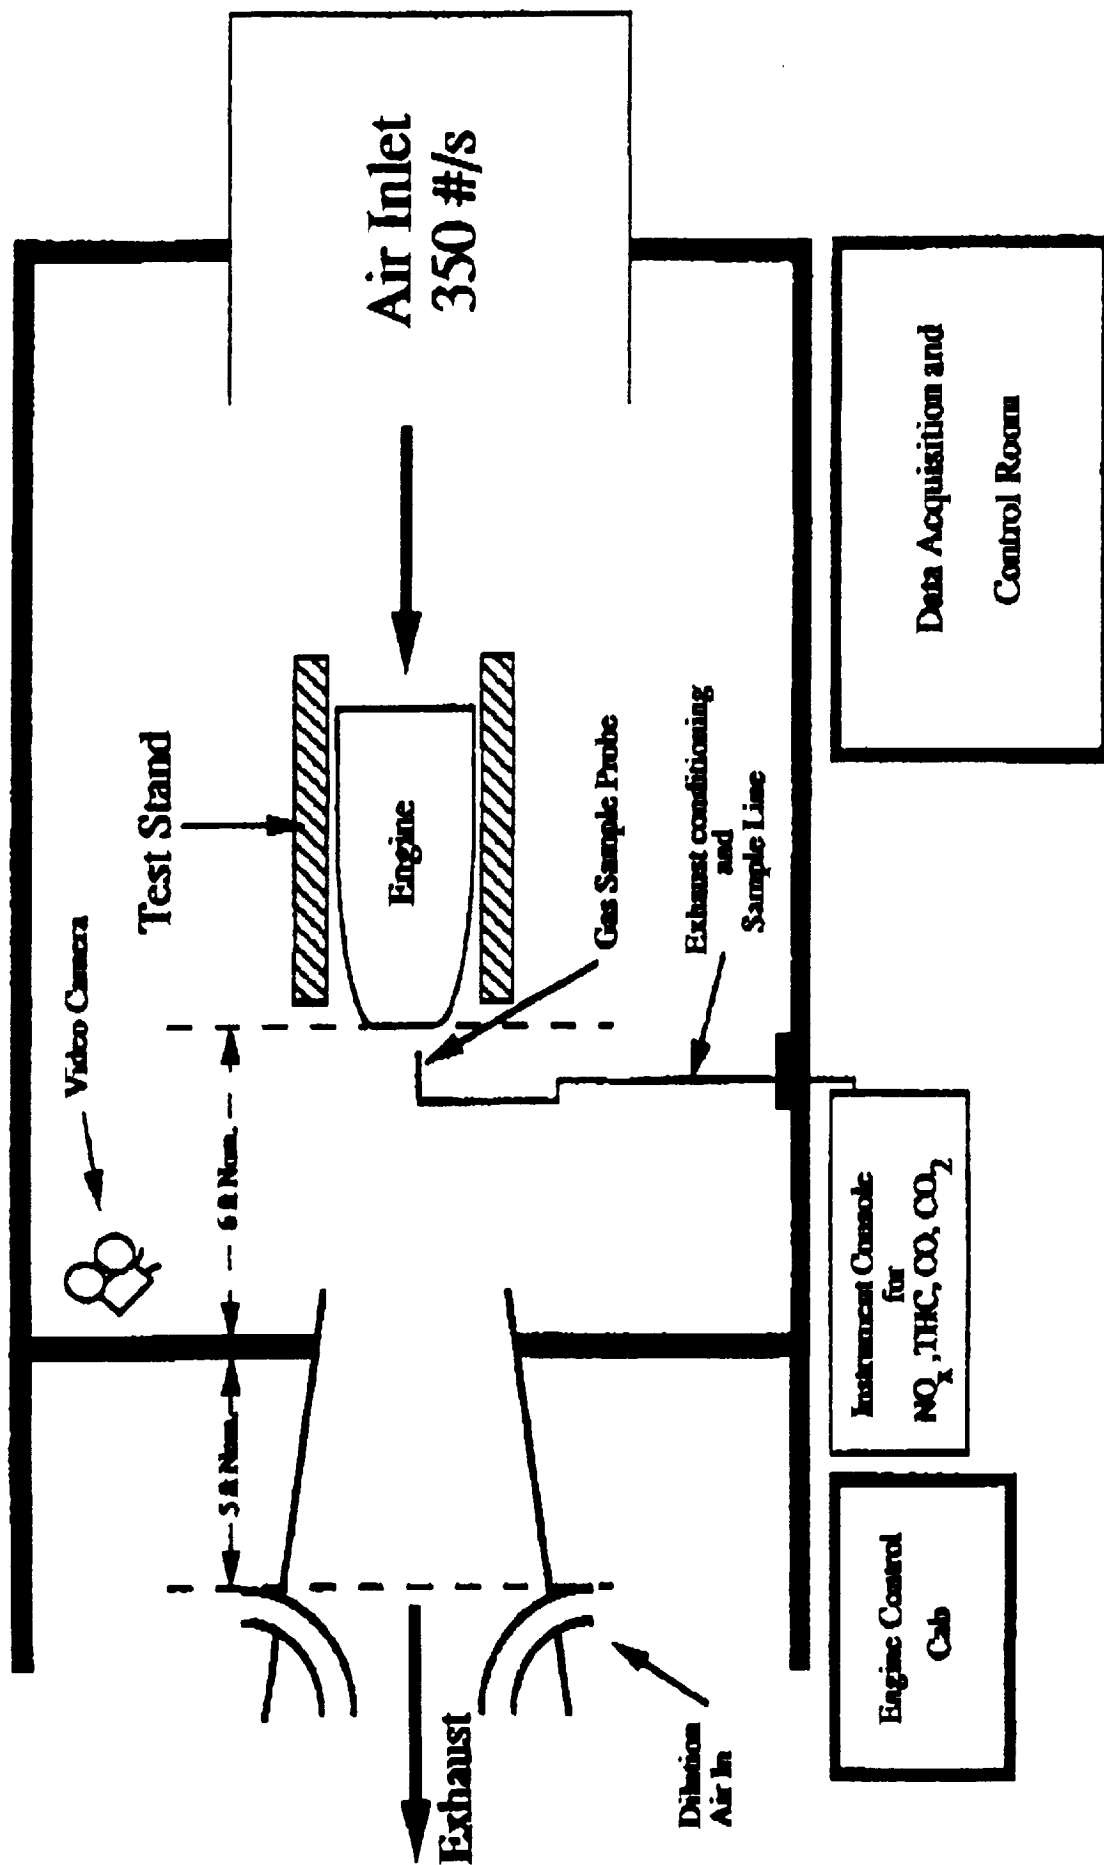 Exhaust
Dilution
Air In
5 ft Nom.
6 ft Nom.
Video Camera
Test Stand
Engine
Gas Sample Probe
Exhaust conditioning
and
Sample Line
Air Inlet
350 #/s
Engine Control
Cab
Instrument Console
for
NOₓ, THC, CO, CO₂
Data Acquisition and
Control Room